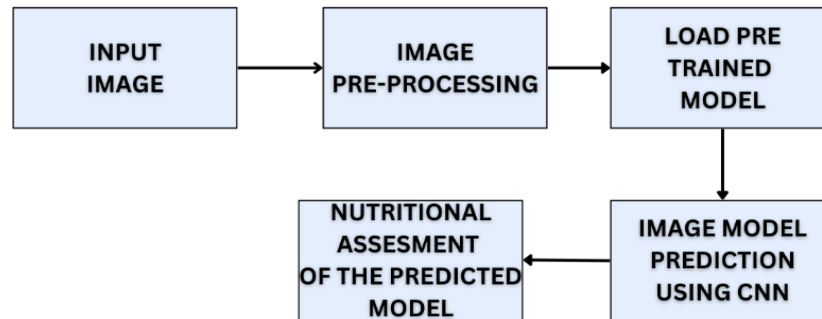 INPUT
IMAGE
IMAGE
PRE-PROCESSING
LOAD PRE
TRAINED
MODEL
IMAGE MODEL
PREDICTION
USING CNN
NUTRITIONAL
ASSESMENT
OF THE PREDICTED
MODEL